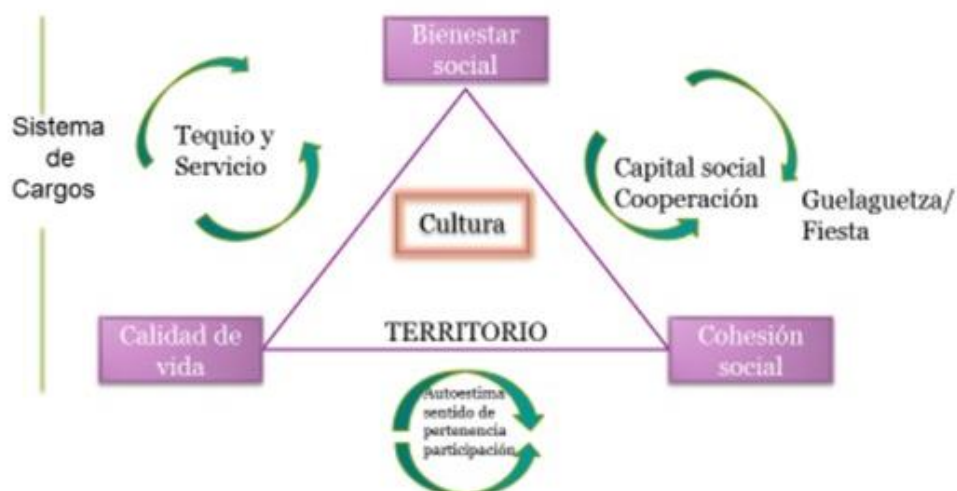 Bienestar
social
Sistema
de
Cargos
Tequio y
Servicio
Capital social
Cooperación
Guelaguetza/
Fiesta
Cultura
Calidad de
vida
TERRITORIO
Cohesión
social
Autoestima
sentido de
pertenencia
participación